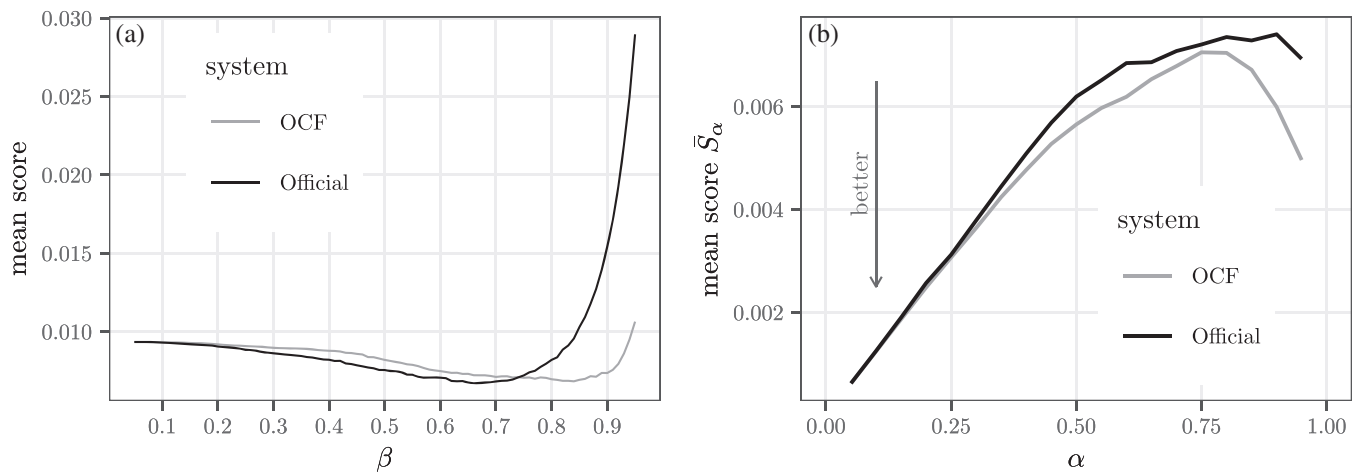 (a)
system
OCF
Official
mean score
0.030
0.025
0.020
0.015
0.010
0.1 0.2 0.3 0.4 0.5 0.6 0.7 0.8 0.9
β
(b)
better
system
OCF
Official
mean score S̄α
0.006
0.004
0.002
0.00 0.25 0.50 0.75 1.00
α